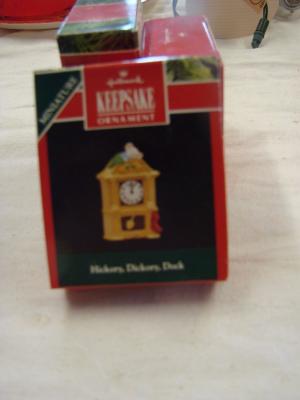 MINIATURE
Hallmark
KEEPSAKE
ORNAMENT
Hickory, Dickory, Dock